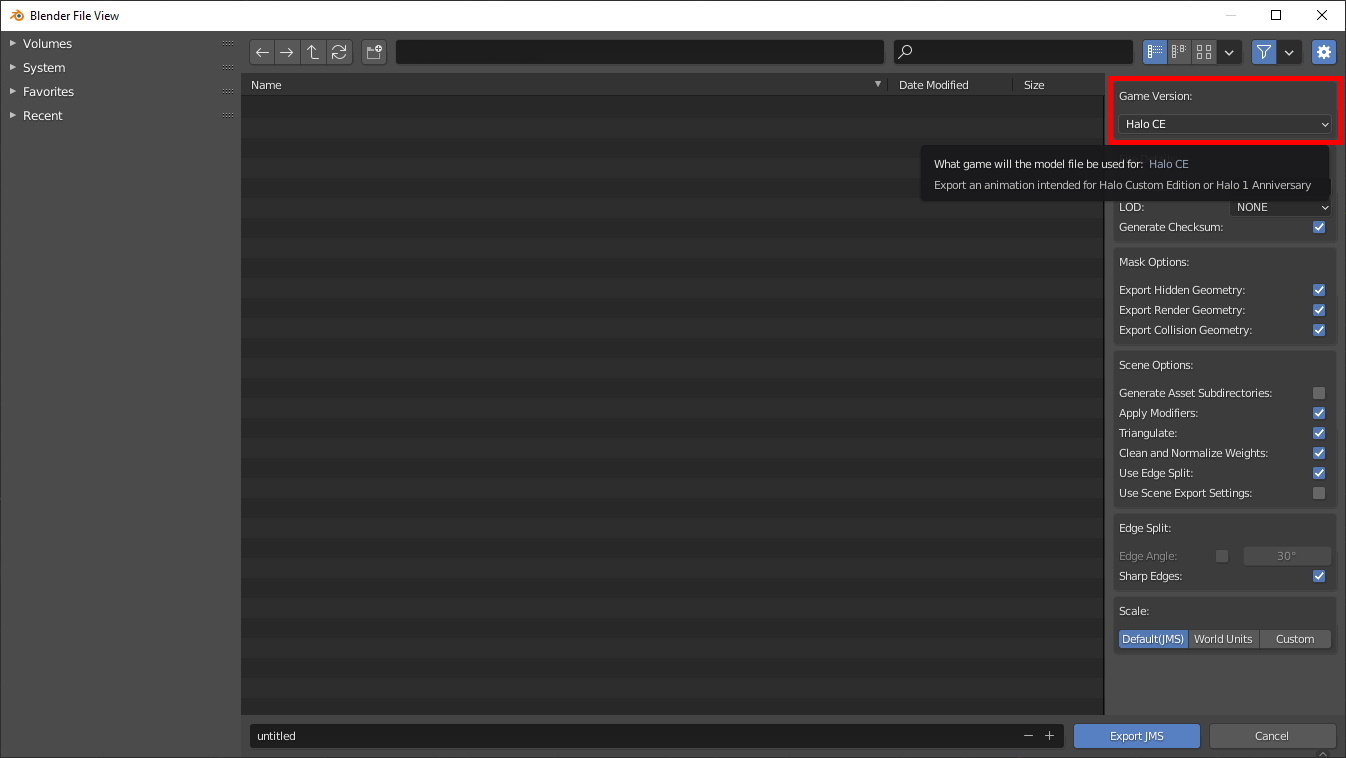 Blender File View
Volumes
System
Favorites
Recent
Name
Date Modified
Size
Game Version:
Halo CE
What game will the model file be used for: Halo CE
Export an animation intended for Halo Custom Edition or Halo 1 Anniversary
LOD: NONE
Generate Checksum:
Mask Options:
Export Hidden Geometry:
Export Render Geometry:
Export Collision Geometry:
Scene Options:
Generate Asset Subdirectories:
Apply Modifiers:
Triangulate:
Clean and Normalize Weights:
Use Edge Split:
Use Scene Export Settings:
Edge Split:
Edge Angle: 30°
Sharp Edges:
Scale:
Default(JMS) World Units Custom
untitled
Export JMS
Cancel